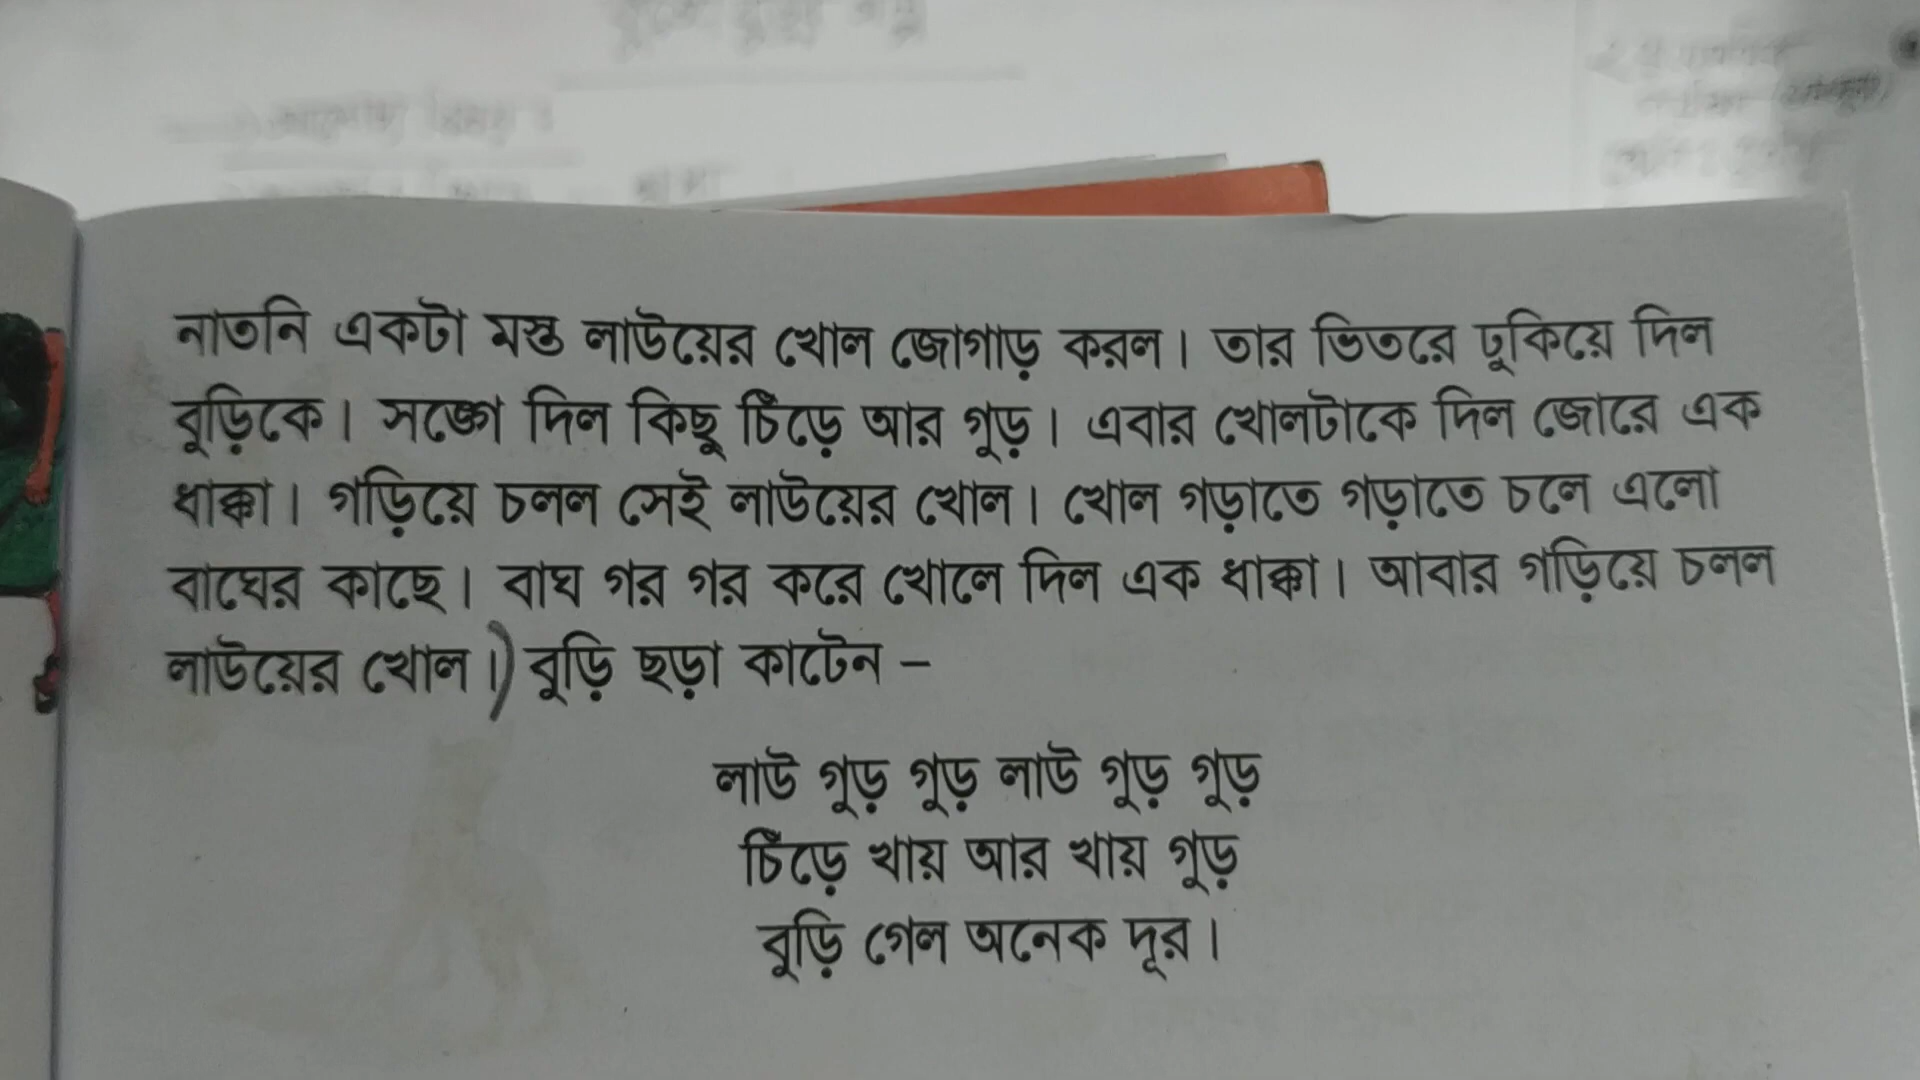 নাতনি একটা মস্ত লাউয়ের খোল জোগাড় করল। তার ভিতরে ঢুকিয়ে দিল
বুড়িকে। সঙ্গে দিল কিছু চিঁড়ে আর গুড়। এবার খোলটাকে দিল জোরে এক
ধাক্কা। গড়িয়ে চলল সেই লাউয়ের খোল। খোল গড়াতে গড়াতে চলে এলো
বাঘের কাছে। বাঘ গর গর করে খোলে দিল এক ধাক্কা। আবার গড়িয়ে চলল
লাউয়ের খোল।) বুড়ি ছড়া কাটেন –
লাউ গুড় গুড় লাউ গুড় গুড়
চিঁড়ে খায় আর খায় গুড়
বুড়ি গেল অনেক দূর।